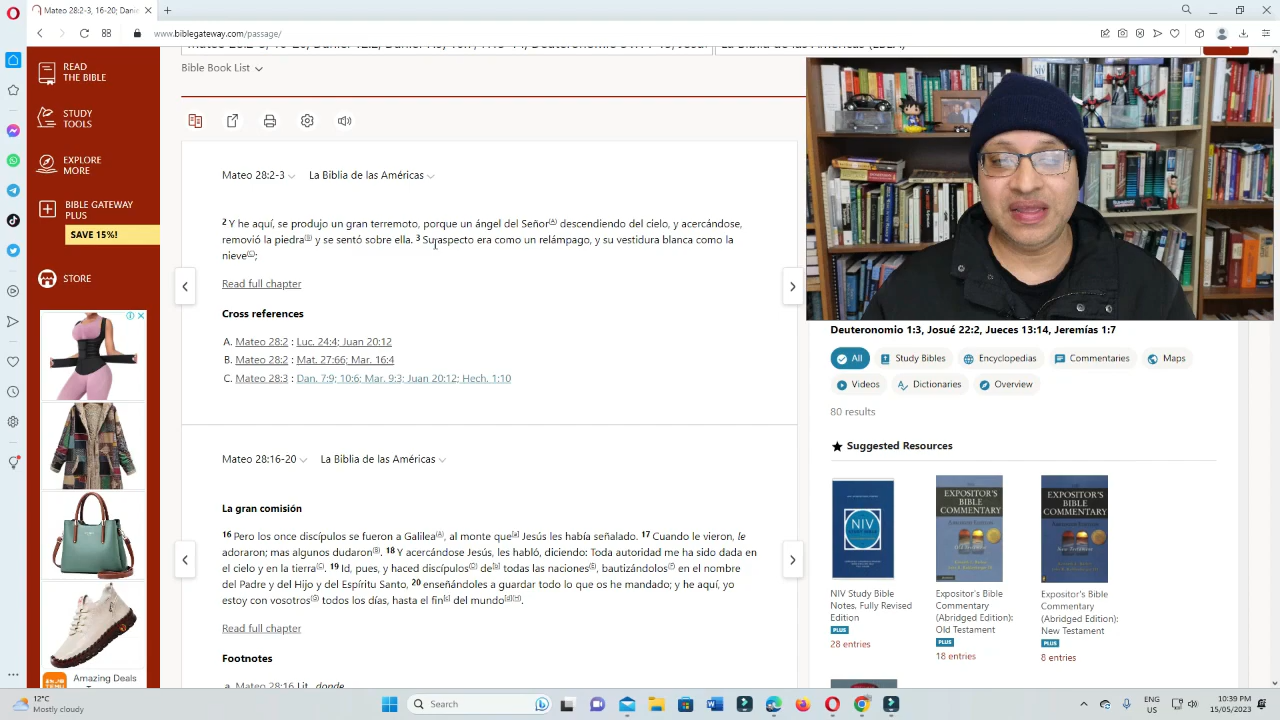 Mateo 28:2-3, 16-20; Danie
www.biblegateway.com/passage/
READ
THE BIBLE
STUDY
TOOLS
EXPLORE
MORE
BIBLE GATEWAY
PLUS
SAVE 15%!
STORE
Amazing Deals
Bible Book List
Mateo 28:2-3 La Biblia de las Américas
2 Y he aquí, se produjo un gran terremoto, porque un ángel del Señor[A] descendiendo del cielo, y acercándose,
removió la piedra[B] y se sentó sobre ella. 3 Su aspecto era como un relámpago, y su vestidura blanca como la
nieve[C];
Read full chapter
Cross references
A. Mateo 28:2 : Luc. 24:4; Juan 20:12
B. Mateo 28:2 : Mat. 27:66; Mar. 16:4
C. Mateo 28:3 : Dan. 7:9; 10:6; Mar. 9:3; Juan 20:12; Hech. 1:10
Mateo 28:16-20 La Biblia de las Américas
La gran comisión
16 Pero los once discípulos se fueron a Galilea[A], al monte que[a] Jesús les había señalado. 17 Cuando le vieron, le
adoraron; mas algunos dudaron[B]. 18 Y acercándose Jesús, les habló, diciendo: Toda autoridad me ha sido dada en
el cielo y en la tierra[C]. 19 Id, pues, y haced discípulos[D] de[b] todas las naciones[E], bautizándolos[F] en el nombre
del Padre y del Hijo y del Espíritu Santo, 20 enseñándoles a guardar todo lo que os he mandado; y he aquí, yo
estoy con vosotros[G] todos los días, hasta el fin[c] del mundo[d][H].
Read full chapter
Footnotes
a. Mateo 28:16 Lit., donde
Deuteronomio 1:3, Josué 22:2, Jueces 13:14, Jeremías 1:7
All Study Bibles Encyclopedias Commentaries Maps
Videos Dictionaries Overview
80 results
Suggested Resources
NIV
EXPOSITOR'S
BIBLE
COMMENTARY
EXPOSITOR'S
BIBLE
COMMENTARY
NIV Study Bible
Notes, Fully Revised
Edition
PLUS
28 entries
Expositor's Bible
Commentary
(Abridged Edition):
Old Testament
PLUS
18 entries
Expositor's Bible
Commentary
(Abridged Edition):
New Testament
PLUS
8 entries
12°C
Mostly cloudy
Search
ENG
US
10:39 PM
15/05/2023